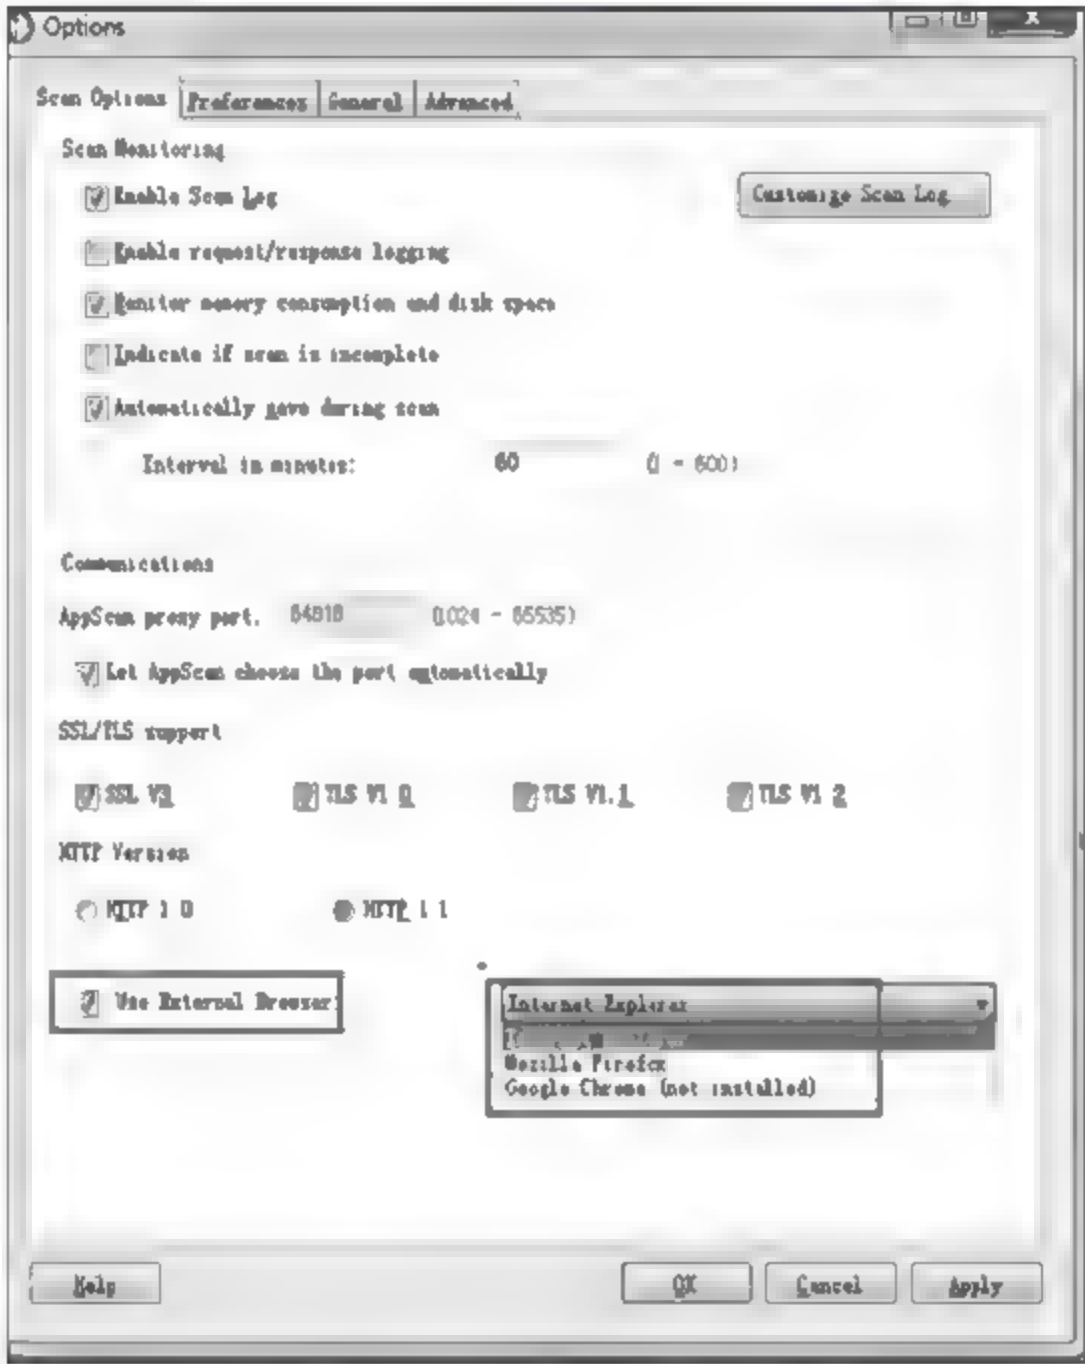 Options
Scan Options Preferences General Advanced
Scan Monitoring
Enable Scan Log
Customize Scan Log
Enable request/response logging
Monitor memory consumption and disk space
Indicate if scan is incomplete
Automatically save during scan
Interval in minutes: 60 (1 - 600)
Communications
AppScan proxy port. (1024 - 65535)
Let AppScan choose the port automatically
SSL/TLS support
SSL V3 TLS V1.0 TLS V1.1 TLS V1.2
HTTP Version
HTTP 1.0 HTTP 1.1
Use External Browser: Internet Explorer
Mozilla Firefox
Google Chrome (not installed)
Help OK Cancel Apply